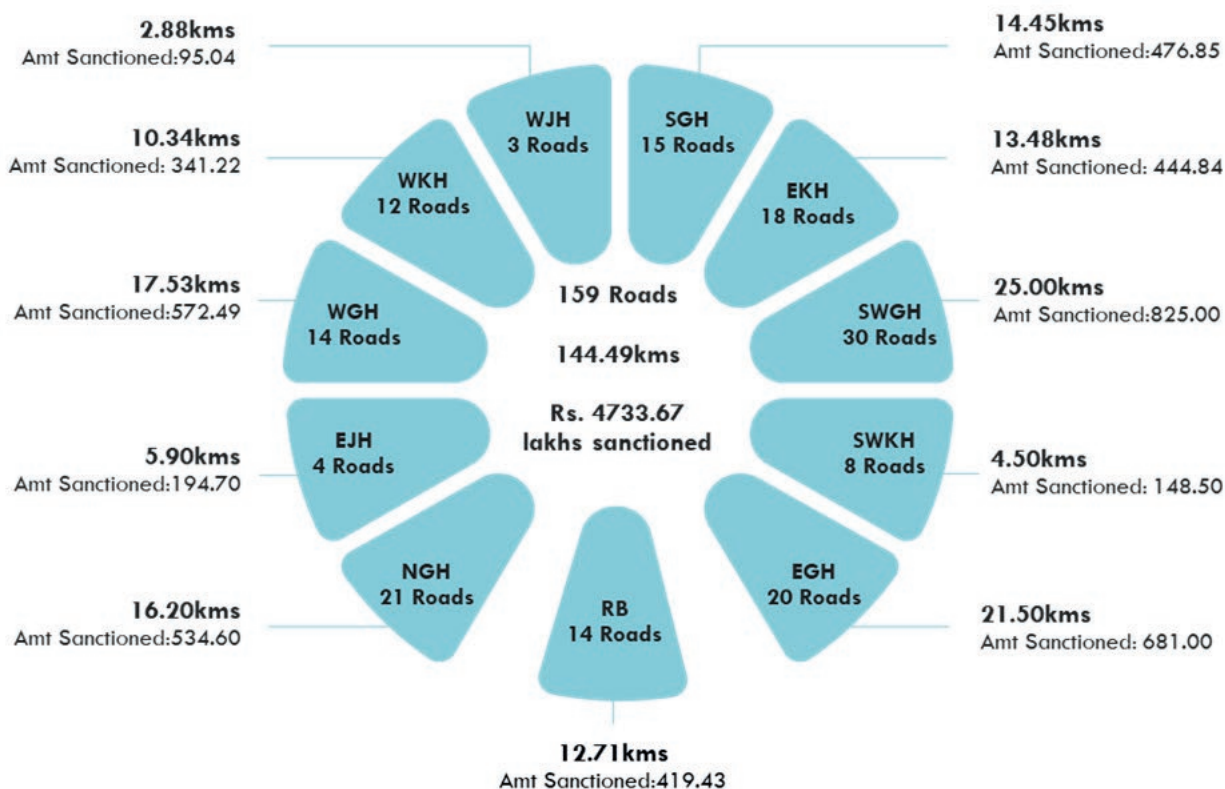 2.88kms
Amt Sanctioned:95.04
14.45kms
Amt Sanctioned:476.85
WJH
3 Roads
SGH
15 Roads
10.34kms
Amt Sanctioned: 341.22
WKH
12 Roads
EKH
18 Roads
13.48kms
Amt Sanctioned: 444.84
17.53kms
Amt Sanctioned:572.49
WGH
14 Roads
159 Roads
144.49kms
Rs. 4733.67
lakhs sanctioned
SWGH
30 Roads
25.00kms
Amt Sanctioned:825.00
5.90kms
Amt Sanctioned:194.70
EJH
4 Roads
SWKH
8 Roads
4.50kms
Amt Sanctioned: 148.50
16.20kms
Amt Sanctioned:534.60
NGH
21 Roads
RB
14 Roads
EGH
20 Roads
21.50kms
Amt Sanctioned: 681.00
12.71kms
Amt Sanctioned:419.43